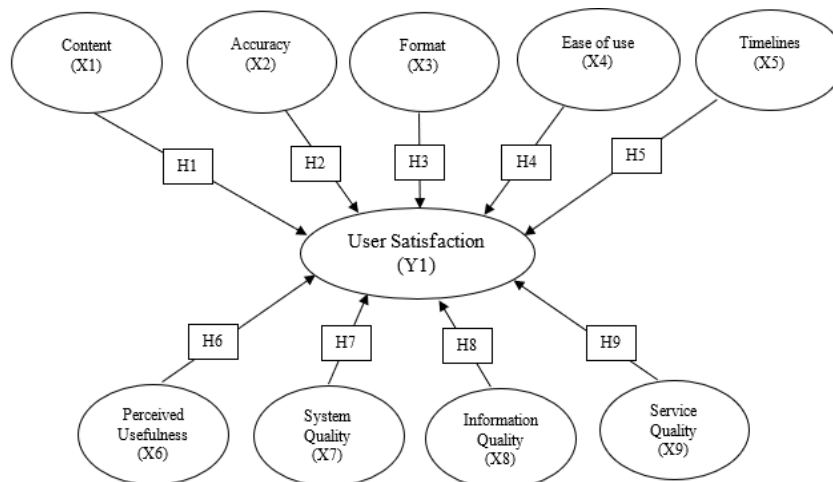 Content
(X1)
Accuracy
(X2)
Format
(X3)
Ease of use
(X4)
Timelines
(X5)
H1
H2
H3
H4
H5
User Satisfaction
(Y1)
H6
H7
H8
H9
Perceived
Usefulness
(X6)
System
Quality
(X7)
Information
Quality
(X8)
Service
Quality
(X9)